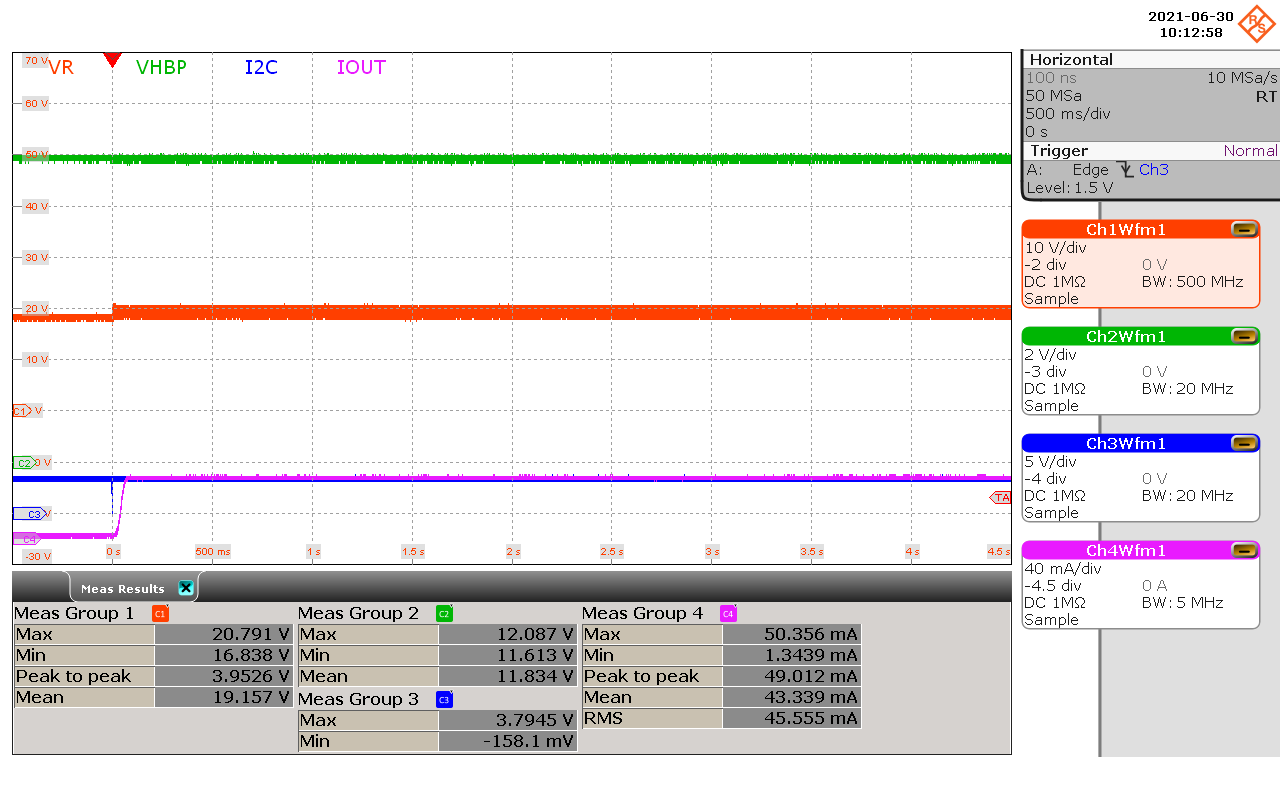 2021-06-30
10:12:58
R S
Horizontal
100 ns 10 MSa/s
50 MSa RT
500 ms/div
0 s
Trigger Normal
A: Edge Ch3
Level: 1.5 V
VR VHBP I2C IOUT
70 V
60 V
50 V
40 V
30 V
20 V
10 V
C1 V
C2 0 V
C3 V
TA
C4
-30 V 0 s 500 ms 1 s 1.5 s 2 s 2.5 s 3 s 3.5 s 4 s 4.5 s
Ch1Wfm1
10 V/div
-2 div 0 V
DC 1MΩ BW: 500 MHz
Sample
Ch2Wfm1
2 V/div
-3 div 0 V
DC 1MΩ BW: 20 MHz
Sample
Ch3Wfm1
5 V/div
-4 div 0 V
DC 1MΩ BW: 20 MHz
Sample
Ch4Wfm1
40 mA/div
-4.5 div 0 A
DC 1MΩ BW: 5 MHz
Sample
Meas Results
Meas Group 1 C1
Max 20.791 V
Min 16.838 V
Peak to peak 3.9526 V
Mean 19.157 V
Meas Group 2 C2
Max 12.087 V
Min 11.613 V
Mean 11.834 V
Meas Group 3 C3
Max 3.7945 V
Min -158.1 mV
Meas Group 4 C4
Max 50.356 mA
Min 1.3439 mA
Peak to peak 49.012 mA
Mean 43.339 mA
RMS 45.555 mA